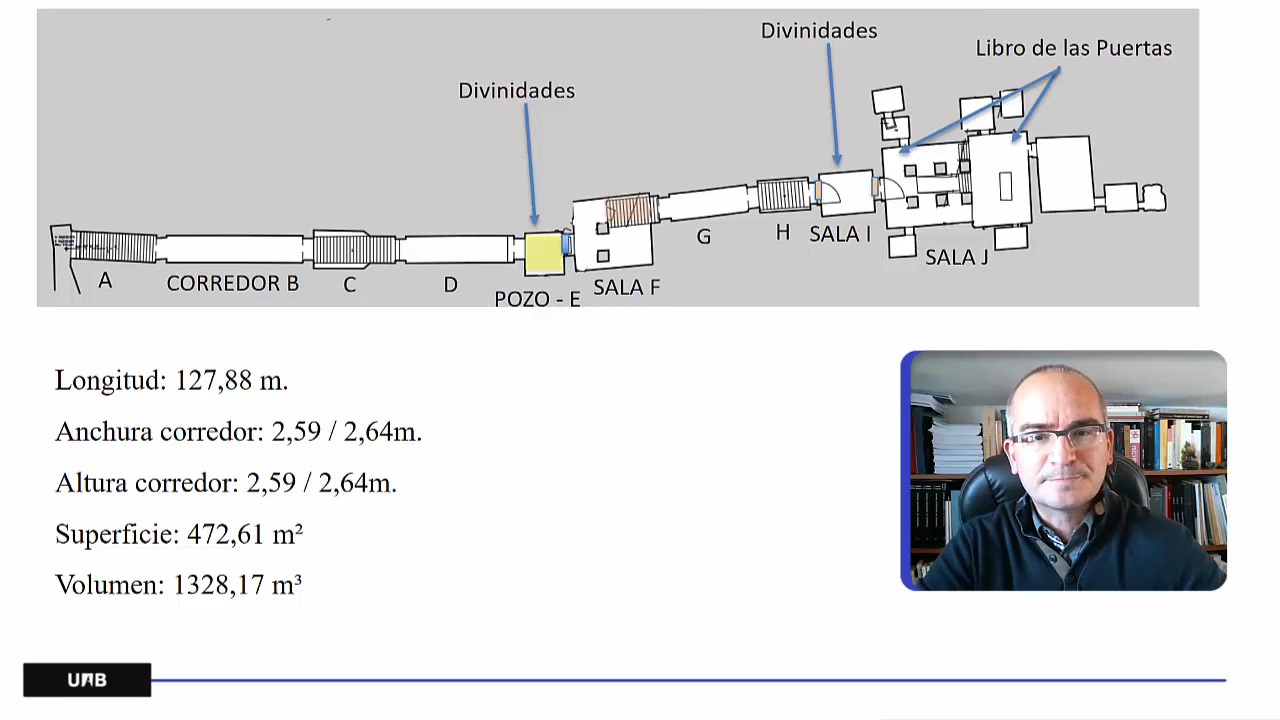 Divinidades
Libro de las Puertas
Divinidades
A
CORREDOR B
C
D
POZO - E
SALA F
G
H
SALA I
SALA J
Longitud: 127,88 m.
Anchura corredor: 2,59 / 2,64m.
Altura corredor: 2,59 / 2,64m.
Superficie: 472,61 m²
Volumen: 1328,17 m³
UAB